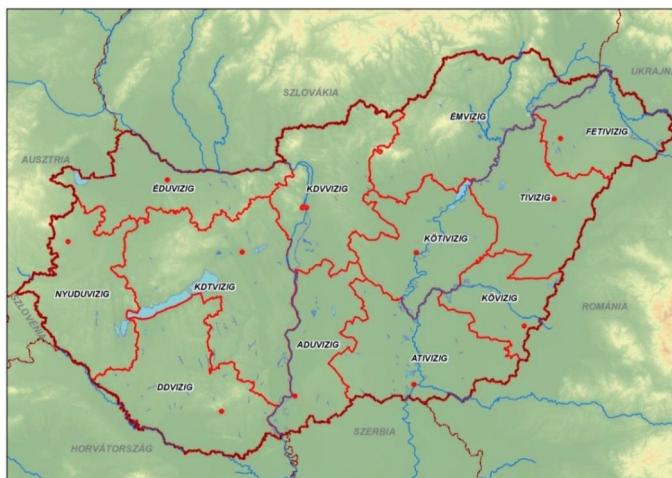 UKRAJNA
SZLOVÁKIA
ÉMVIZIG
FETIVIZIG
AUSZTRIA
ÉDUVIZIG
KDVVIZIG
TIVIZIG
KÖTIVIZIG
NYUDUVIZIG
KDTVIZIG
KÖVIZIG
ROMÁNIA
SZLOVÉNIA
ADUVIZIG
ATIVIZIG
DDVIZIG
SZERBIA
HORVÁTORSZÁG